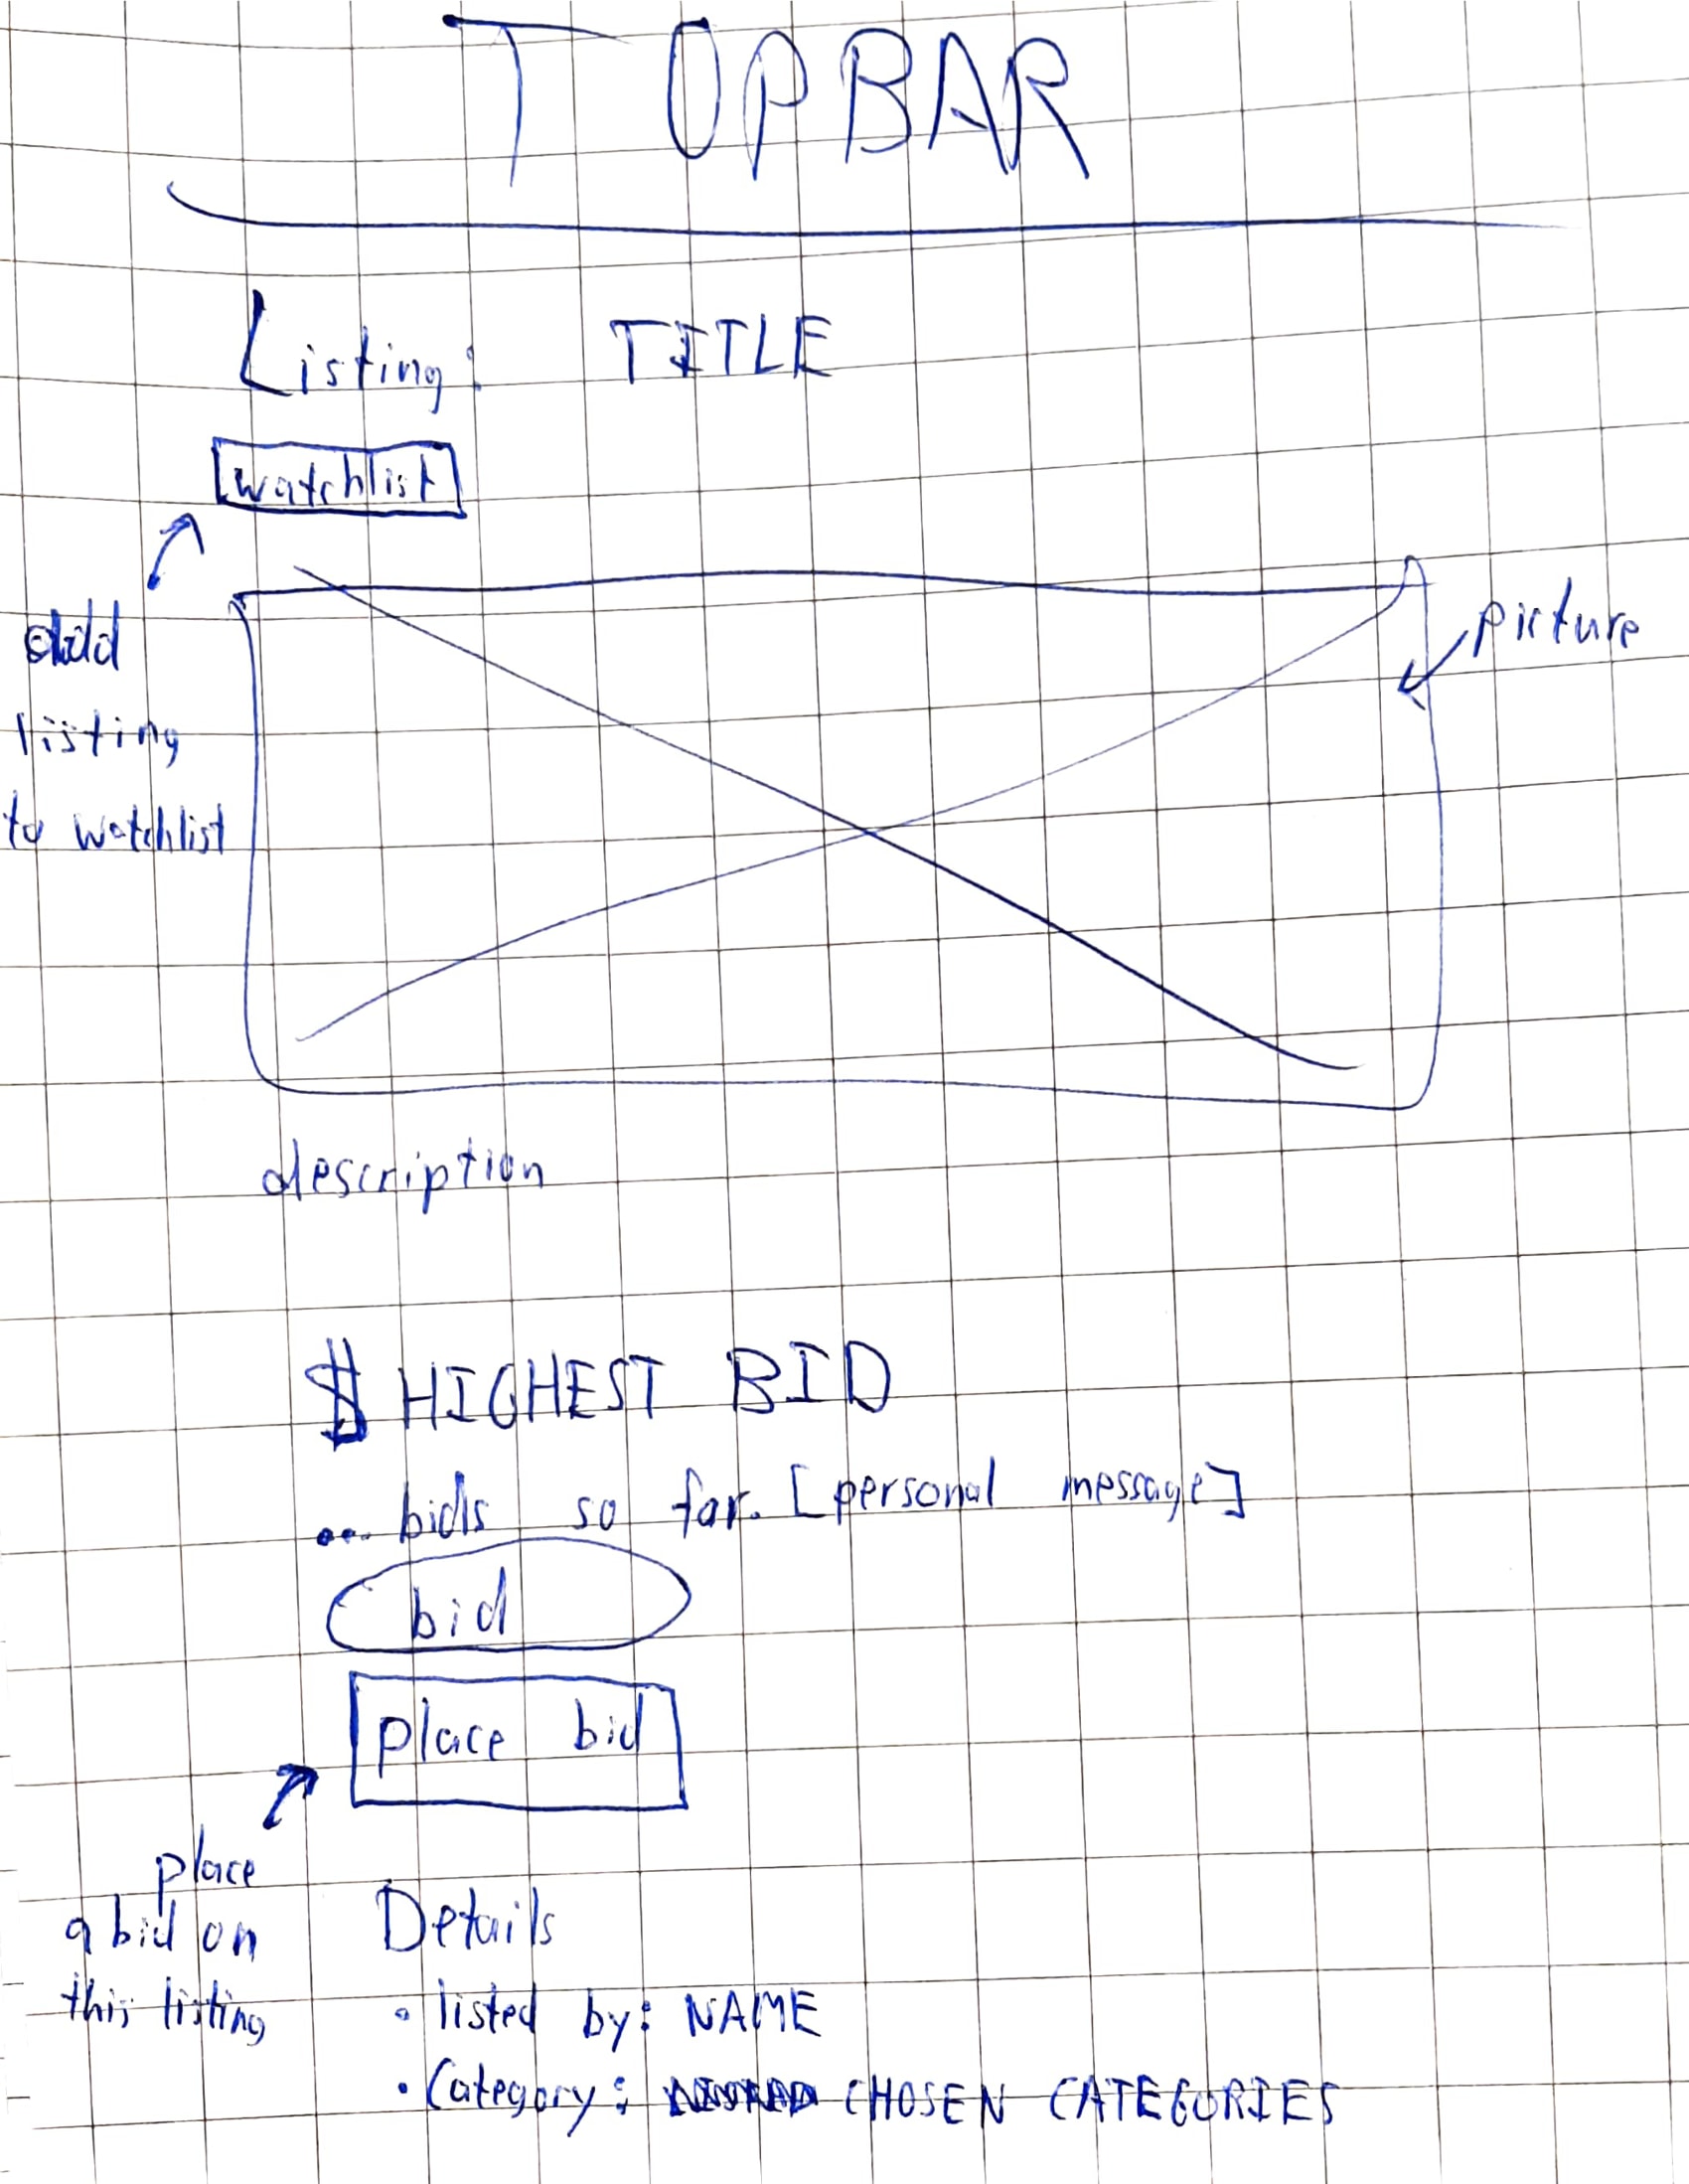 TOPBAR
Listing: TITLE
watchlist
add
listing
to watchlist
picture
description
$ HIGHEST BID
... bids so far. [personal message]
bid
place bid
place
a bid on
this listing
Details
• listed by: NAME
• Category: CHOSEN CATEGORIES